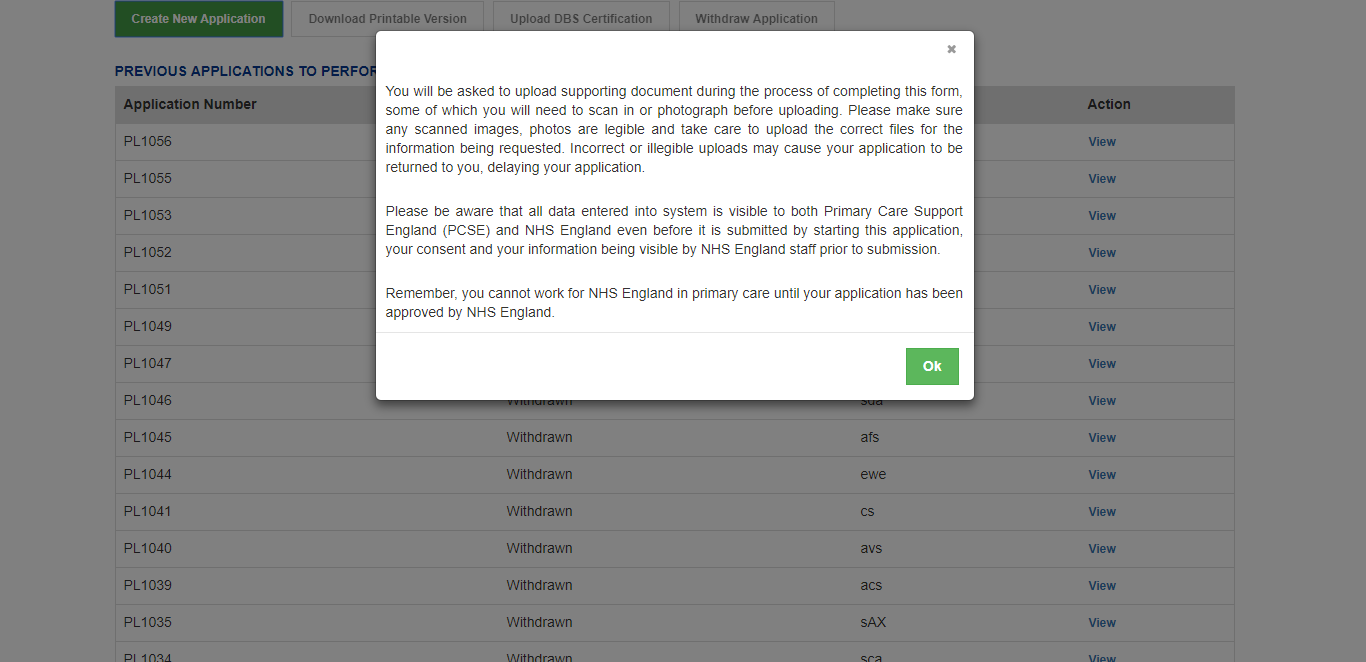 Create New Application Download Printable Version Upload DBS Certification Withdraw Application
×
PREVIOUS APPLICATIONS TO
You will be asked to upload supporting document during the process of completing this form,
some of which you will need to scan in or photograph before uploading. Please make sure
any scanned images, photos are legible and take care to upload the correct files for the
information being requested. Incorrect or illegible uploads may cause your application to be
returned to you, delaying your application.
Please be aware that all data entered into system is visible to both Primary Care Support
England (PCSE) and NHS England even before it is submitted by starting this application,
your consent and your information being visible by NHS England staff prior to submission.
Remember, you cannot work for NHS England in primary care until your application has been
approved by NHS England.
Ok
Application Number Action
PL1056 View
PL1055 View
PL1053 View
PL1052 View
PL1051 View
PL1049 View
PL1047 View
PL1046 Withdrawn sda View
PL1045 Withdrawn afs View
PL1044 Withdrawn ewe View
PL1041 Withdrawn cs View
PL1040 Withdrawn avs View
PL1039 Withdrawn acs View
PL1035 Withdrawn sAX View
PL1034 Withdrawn sca View